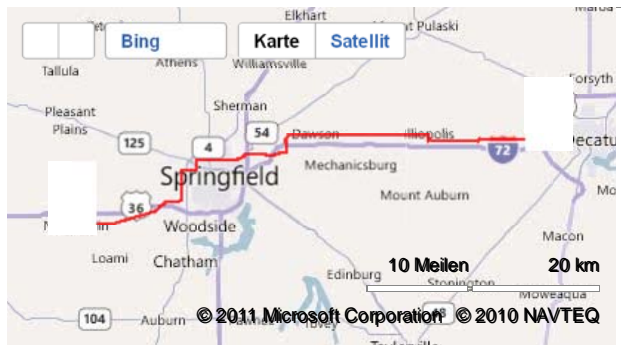 Elkhart
Bing
Karte
Satellit
Mount Pulaski
Athens
Williamsville
Tallula
Forsyth
Pleasant
Plains
Sherman
125
4
54
Dawson
Illiopolis
72
Decatu
Mechanicsburg
Springfield
Mount Auburn
Mo
36
Woodside
Macon
Loami
Chatham
10 Meilen
20 km
Edinburg
Stonington
Moweaqua
104
Auburn
© 2011 Microsoft Corporation
© 2010 NAVTEQ